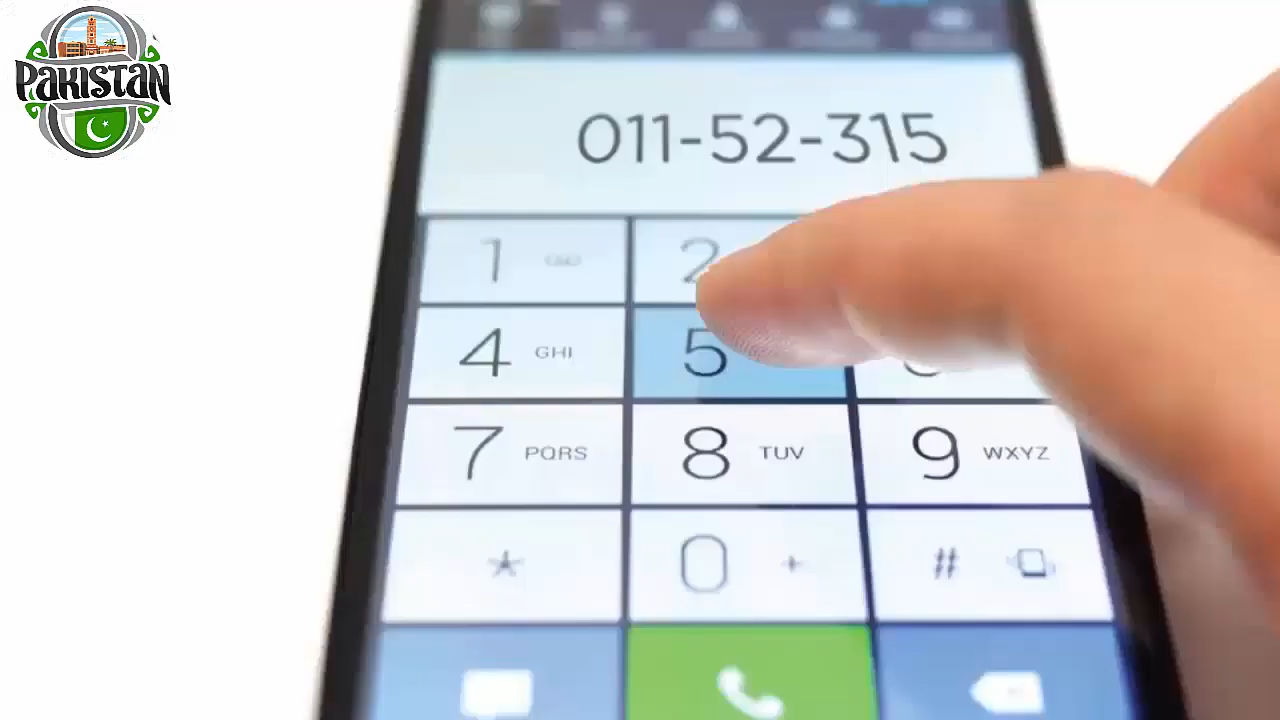 PAKISTAN
011-52-315
1
2
4 GHI
5
7 PQRS
8 TUV
9 WXYZ
*
0 +
#